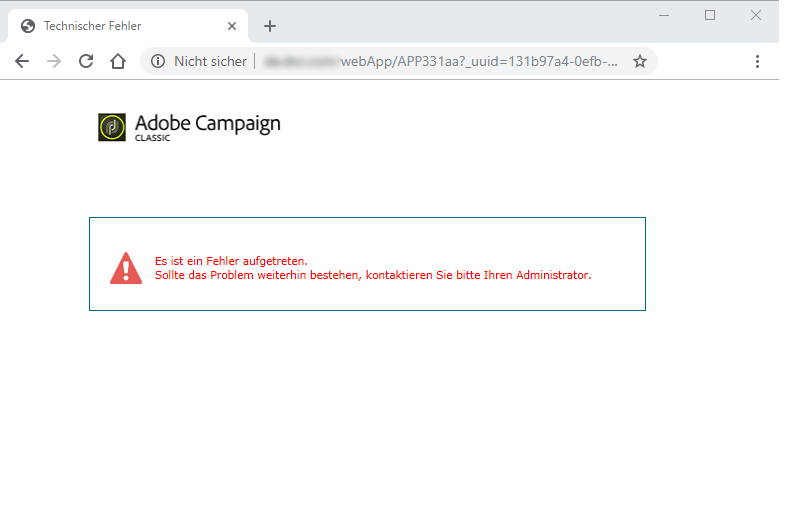 Technischer Fehler
Nicht sicher webApp/APP331aa?_uuid=131b97a4-0efb-...
Adobe Campaign
CLASSIC
Es ist ein Fehler aufgetreten.
Sollte das Problem weiterhin bestehen, kontaktieren Sie bitte Ihren Administrator.